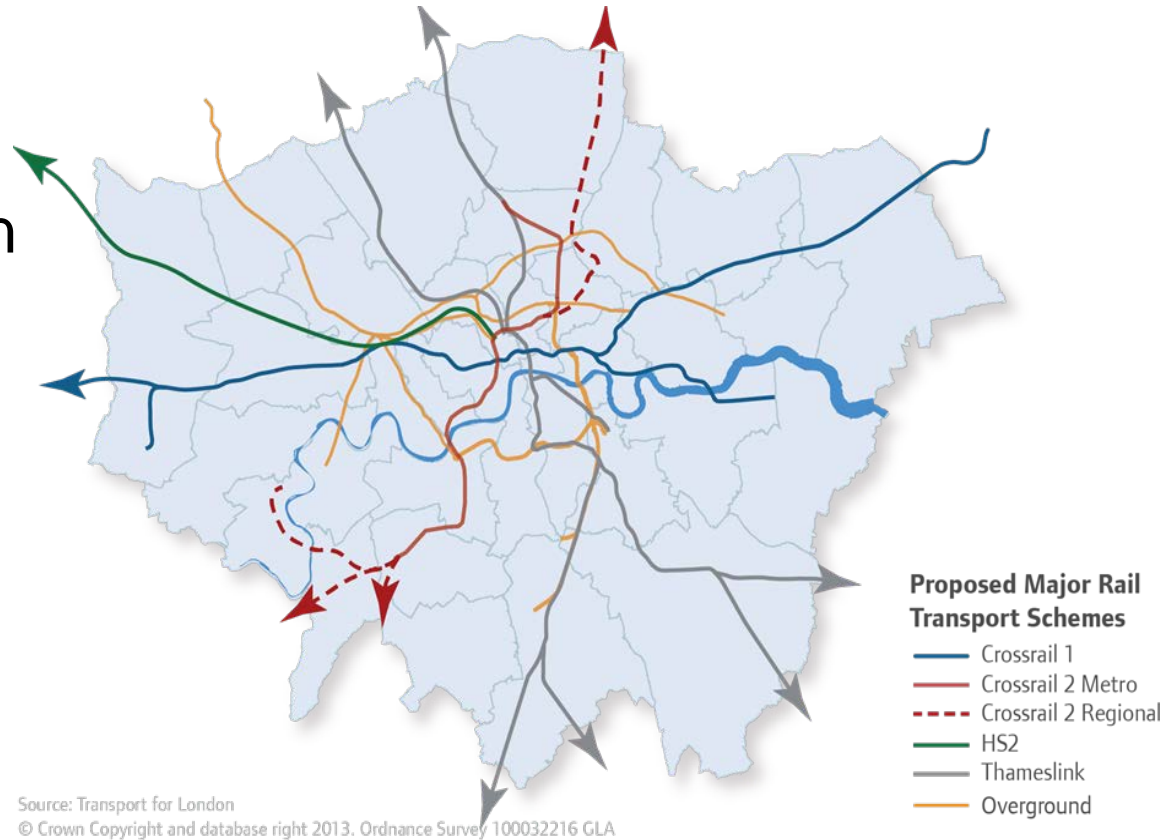 n
Proposed Major Rail
Transport Schemes
Crossrail 1
Crossrail 2 Metro
Crossrail 2 Regional
HS2
Thameslink
Overground
Source: Transport for London
© Crown Copyright and database right 2013. Ordnance Survey 100032216 GLA